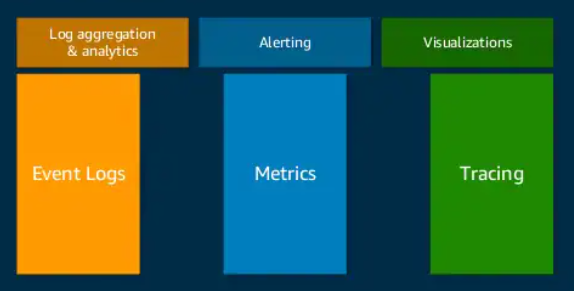 Log aggregation
& analytics
Alerting
Visualizations
Event Logs
Metrics
Tracing